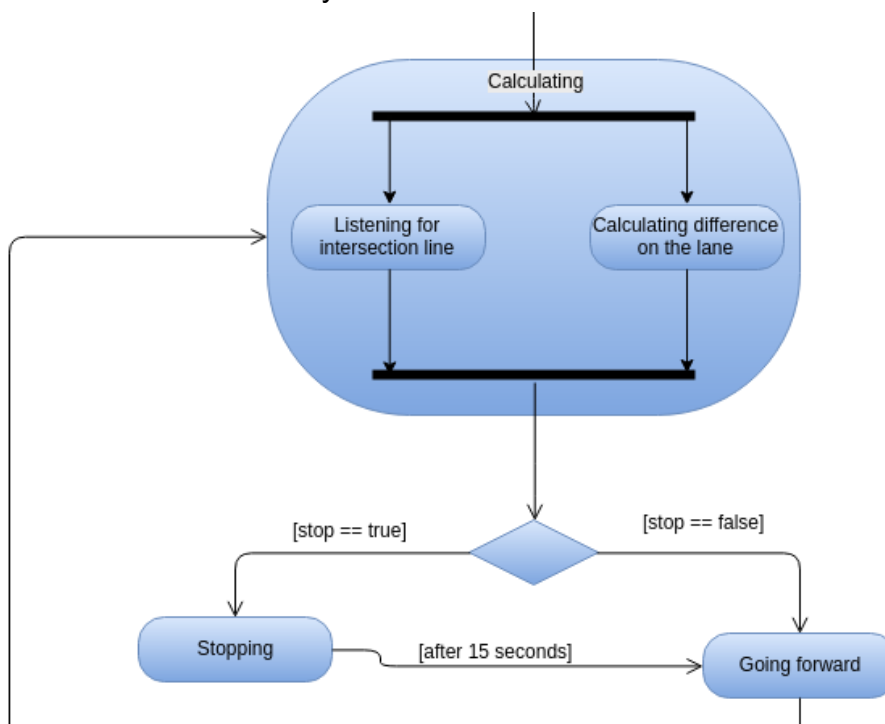 Calculating
Listening for
intersection line
Calculating difference
on the lane
[stop == true]
[stop == false]
Stopping
[after 15 seconds]
Going forward